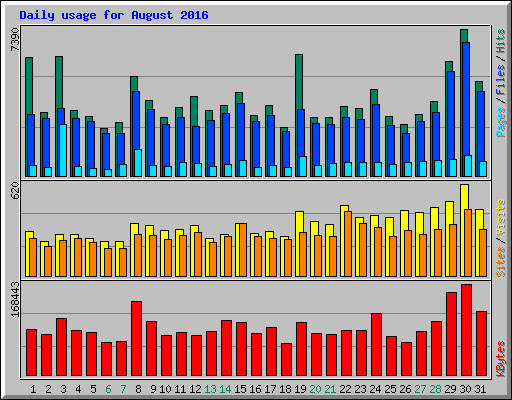 Daily usage for August 2016
7390
Pages / Files / Hits
620
Sites / Visits
168443
KBytes
1 2 3 4 5 6 7 8 9 10 11 12 13 14 15 16 17 18 19 20 21 22 23 24 25 26 27 28 29 30 31